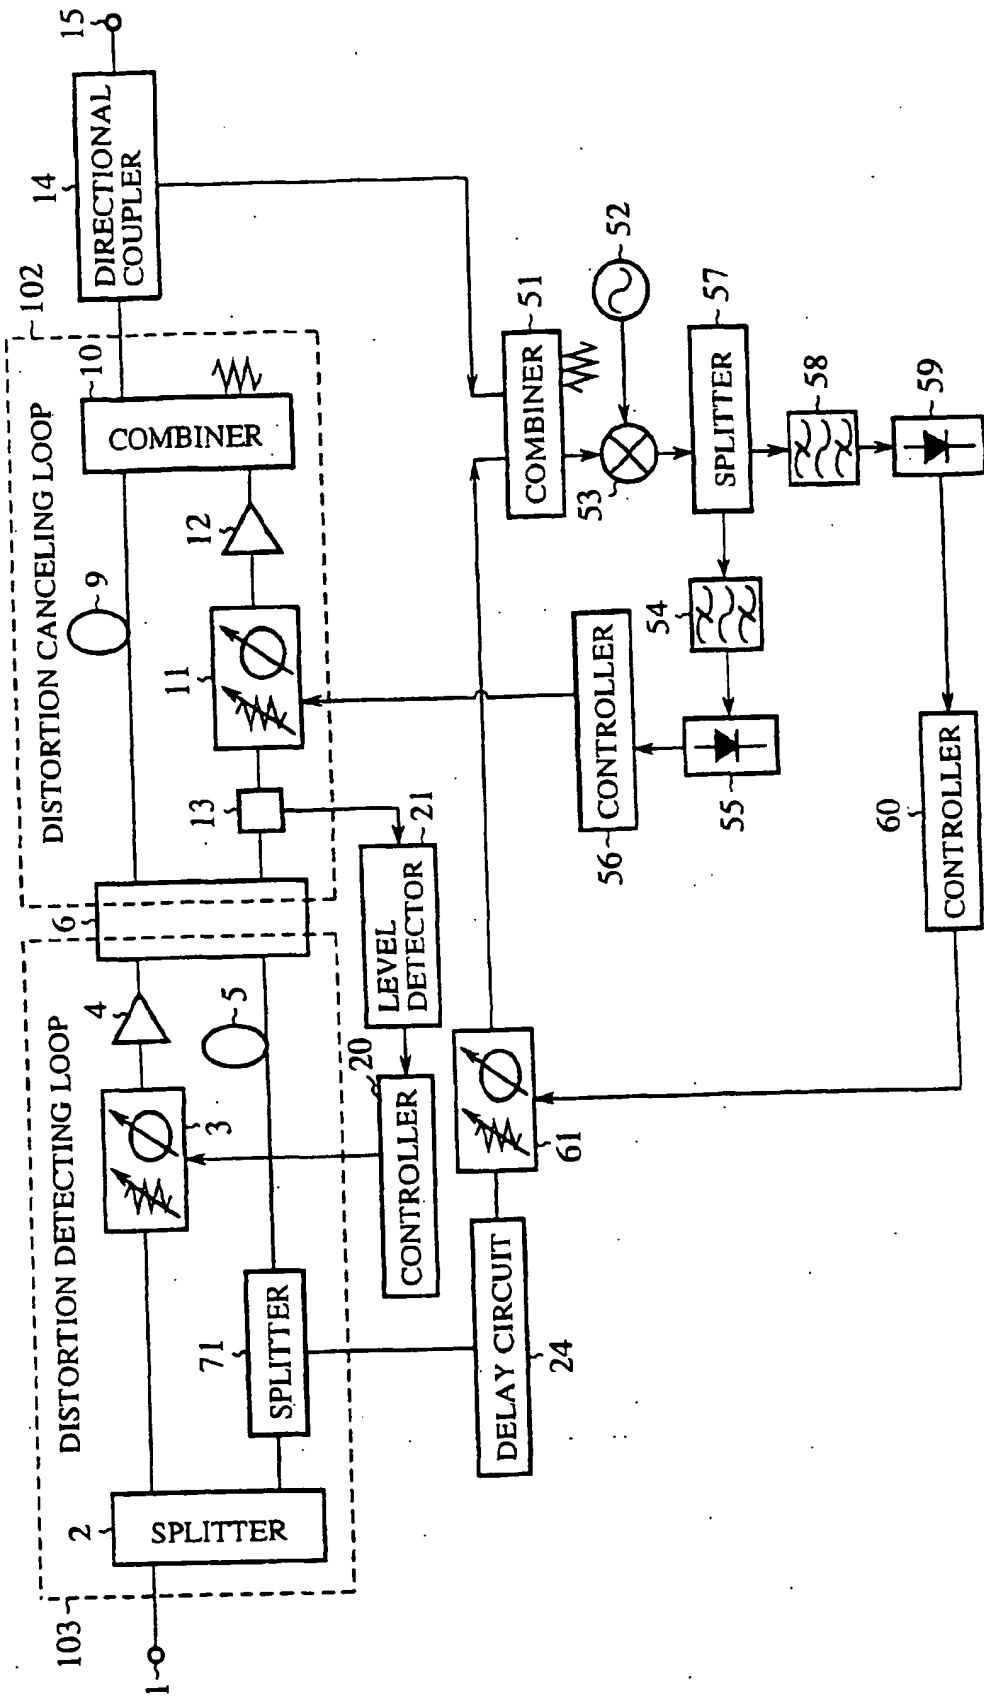 DISTORTION DETECTING LOOP
DISTORTION CANCELING LOOP
103
102
1
2
SPLITTER
71
SPLITTER
3
4
5
6
9
10
COMBINER
11
12
13
14
DIRECTIONAL
COUPLER
15
20
CONTROLLER
21
LEVEL
DETECTOR
24
DELAY CIRCUIT
61
51
COMBINER
52
53
57
SPLITTER
54
55
56
CONTROLLER
58
59
60
CONTROLLER